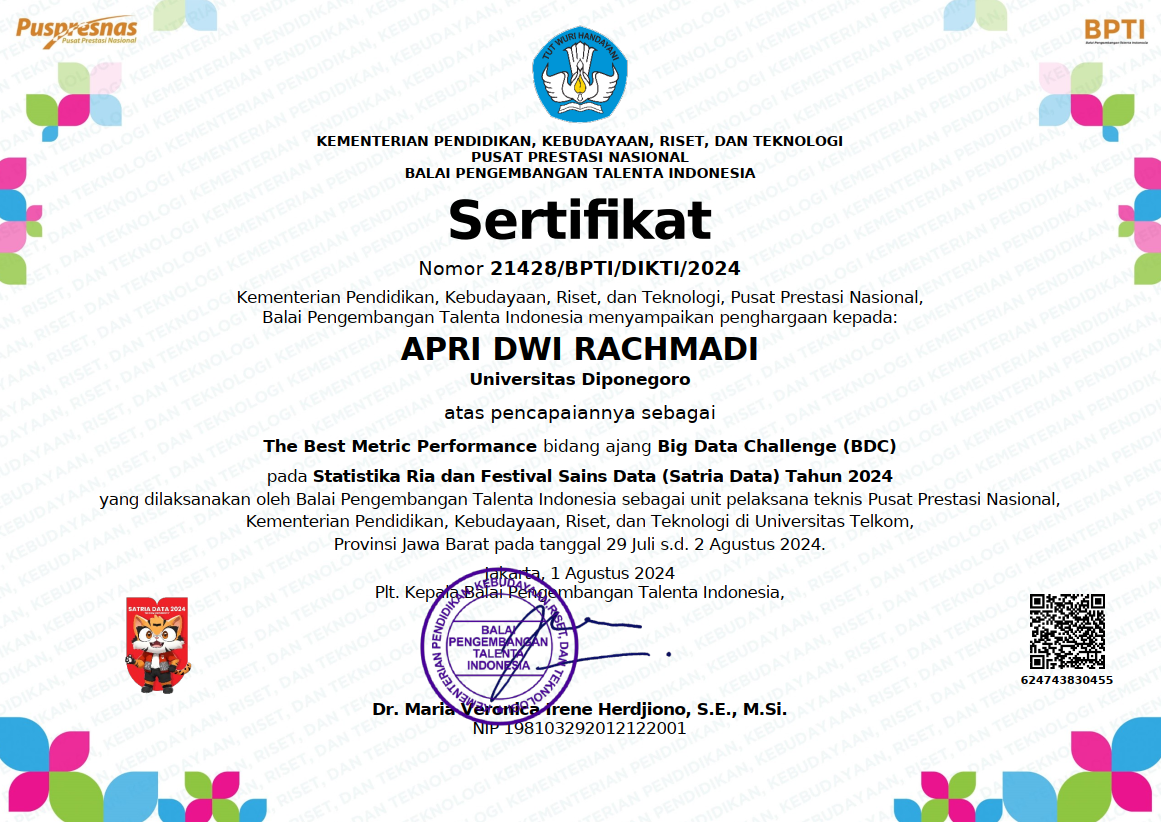 Puspresnas
Pusat Prestasi Nasional
BPTI
Balai Pengembangan Talenta Indonesia
TUT WURI HANDAYANI
KEMENTERIAN PENDIDIKAN, KEBUDAYAAN, RISET, DAN TEKNOLOGI
PUSAT PRESTASI NASIONAL
BALAI PENGEMBANGAN TALENTA INDONESIA
Sertifikat
Nomor 21428/BPTI/DIKTI/2024
Kementerian Pendidikan, Kebudayaan, Riset, dan Teknologi, Pusat Prestasi Nasional,
Balai Pengembangan Talenta Indonesia menyampaikan penghargaan kepada:
APRI DWI RACHMADI
Universitas Diponegoro
atas pencapaiannya sebagai
The Best Metric Performance bidang ajang Big Data Challenge (BDC)
pada Statistika Ria dan Festival Sains Data (Satria Data) Tahun 2024
yang dilaksanakan oleh Balai Pengembangan Talenta Indonesia sebagai unit pelaksana teknis Pusat Prestasi Nasional,
Kementerian Pendidikan, Kebudayaan, Riset, dan Teknologi di Universitas Telkom,
Provinsi Jawa Barat pada tanggal 29 Juli s.d. 2 Agustus 2024.
Jakarta, 1 Agustus 2024
Plt. Kepala Balai Pengembangan Talenta Indonesia,
KEMENTERIAN PENDIDIKAN, KEBUDAYAAN, RISET, DAN TEKNOLOGI
BALAI
PENGEMBANGAN
TALENTA
INDONESIA
SATRIA DATA 2024
624743830455
Dr. Maria Veronica Irene Herdjiono, S.E., M.Si.
NIP 198103292012122001